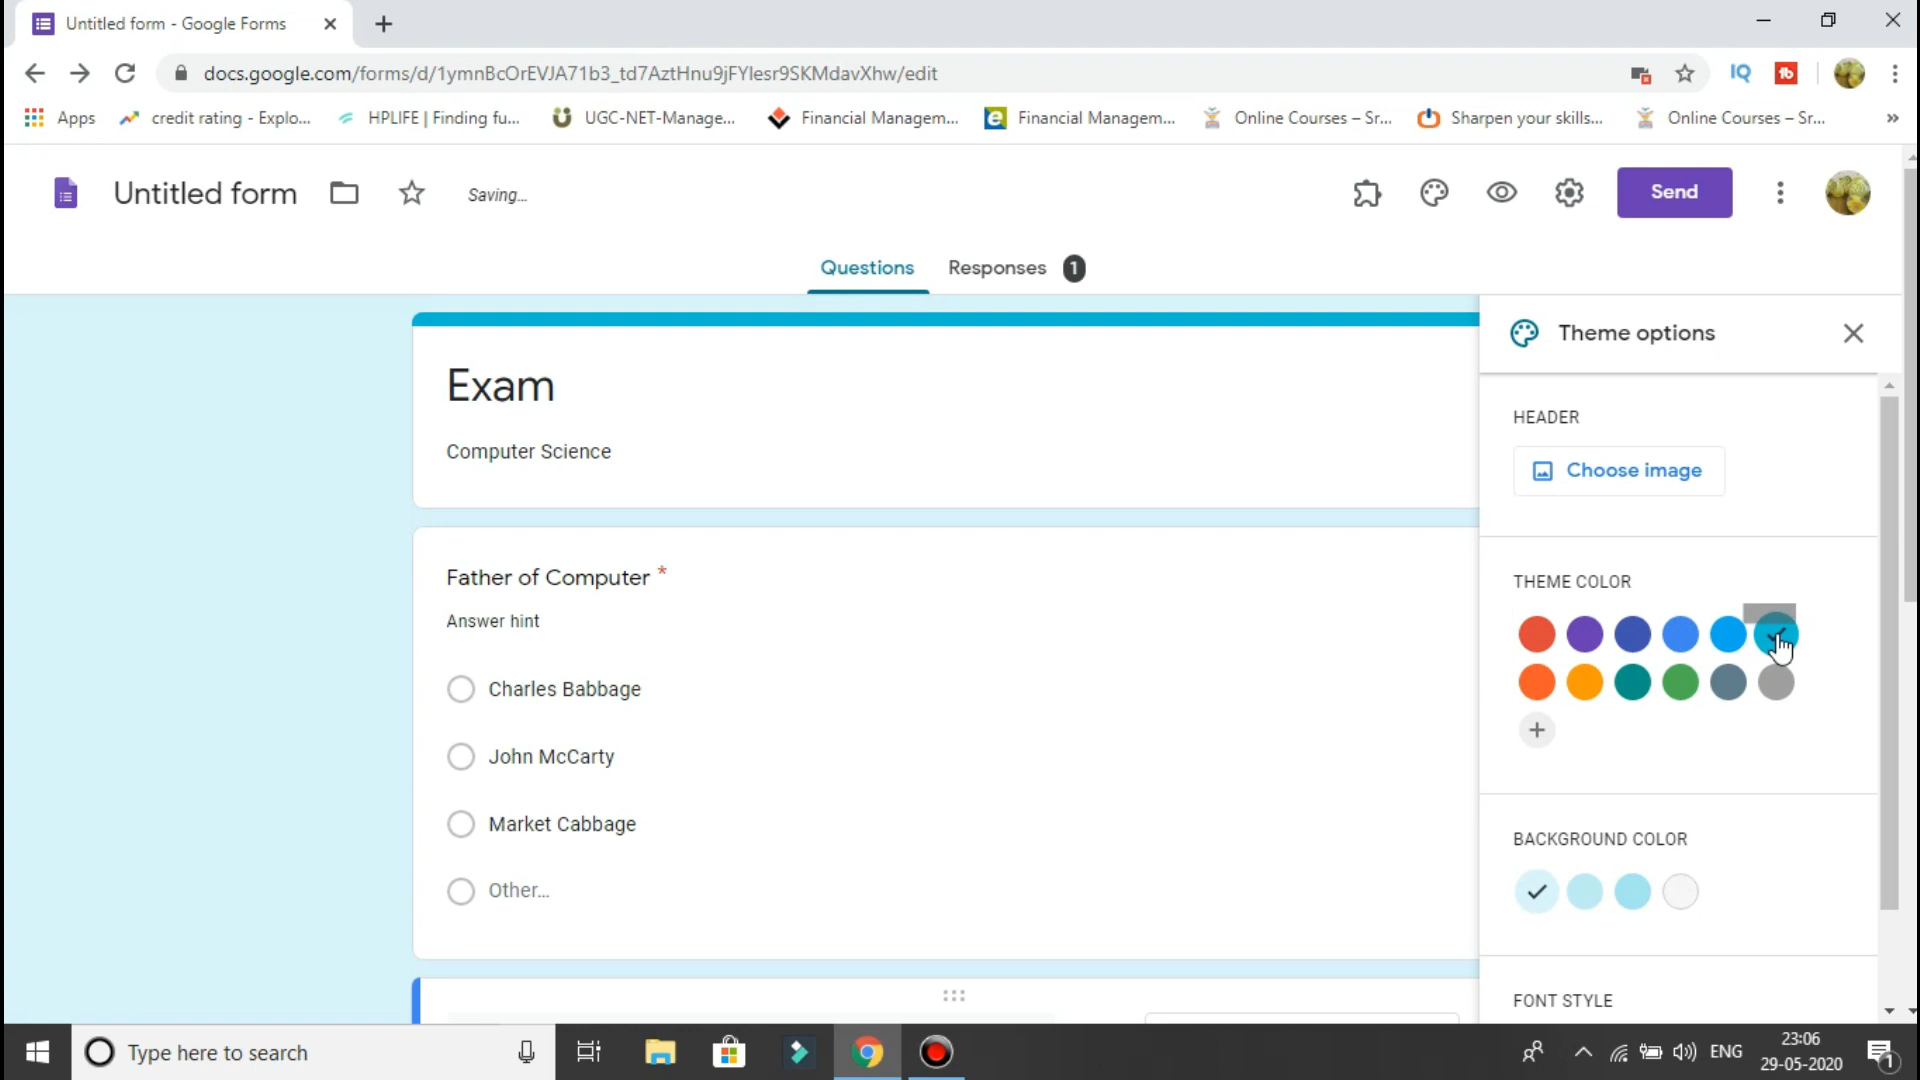 Untitled form - Google Forms
docs.google.com/forms/d/1ymnBcOrEVJA71b3_td7AztHnu9jFYlesr9SKMdavXhw/edit
IQ
Apps
credit rating - Explo...
HPLIFE | Finding fu...
UGC-NET-Manage...
Financial Managem...
Financial Managem...
Online Courses – Sr...
Sharpen your skills...
Online Courses – Sr...
»
Untitled form
Saving...
Send
Questions
Responses
1
Theme options
Exam
Computer Science
HEADER
Choose image
Father of Computer *
Answer hint
Charles Babbage
John McCarty
Market Cabbage
Other...
THEME COLOR
BACKGROUND COLOR
FONT STYLE
Type here to search
ENG
23:06
29-05-2020
1